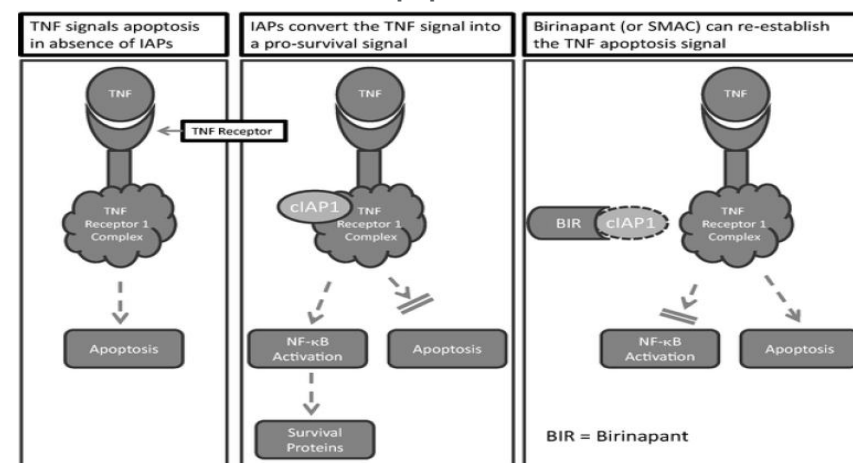 TNF signals apoptosis
in absence of IAPs
TNF
TNF Receptor
TNF
Receptor 1
Complex
Apoptosis
IAPs convert the TNF signal into
a pro-survival signal
TNF
cIAP1
TNF
Receptor 1
Complex
NF-κB
Activation
Apoptosis
Survival
Proteins
Birinapant (or SMAC) can re-establish
the TNF apoptosis signal
TNF
BIR
cIAP1
TNF
Receptor 1
Complex
NF-κB
Activation
Apoptosis
BIR = Birinapant